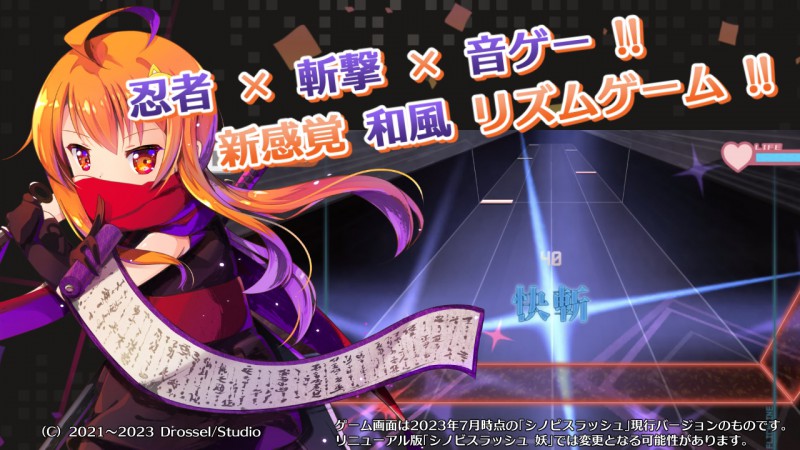 忍者 × 斬撃 × 音ゲー !!
新感覚 和風 リズムゲーム !!
LIFE
40
快斬
(C) 2021～2023 Drossel/Studio
ゲーム画面は2023年7月時点の「シノビスラッシュ」現行バージョンのものです。
リニューアル版「シノビスラッシュ 妖」では変更となる可能性があります。